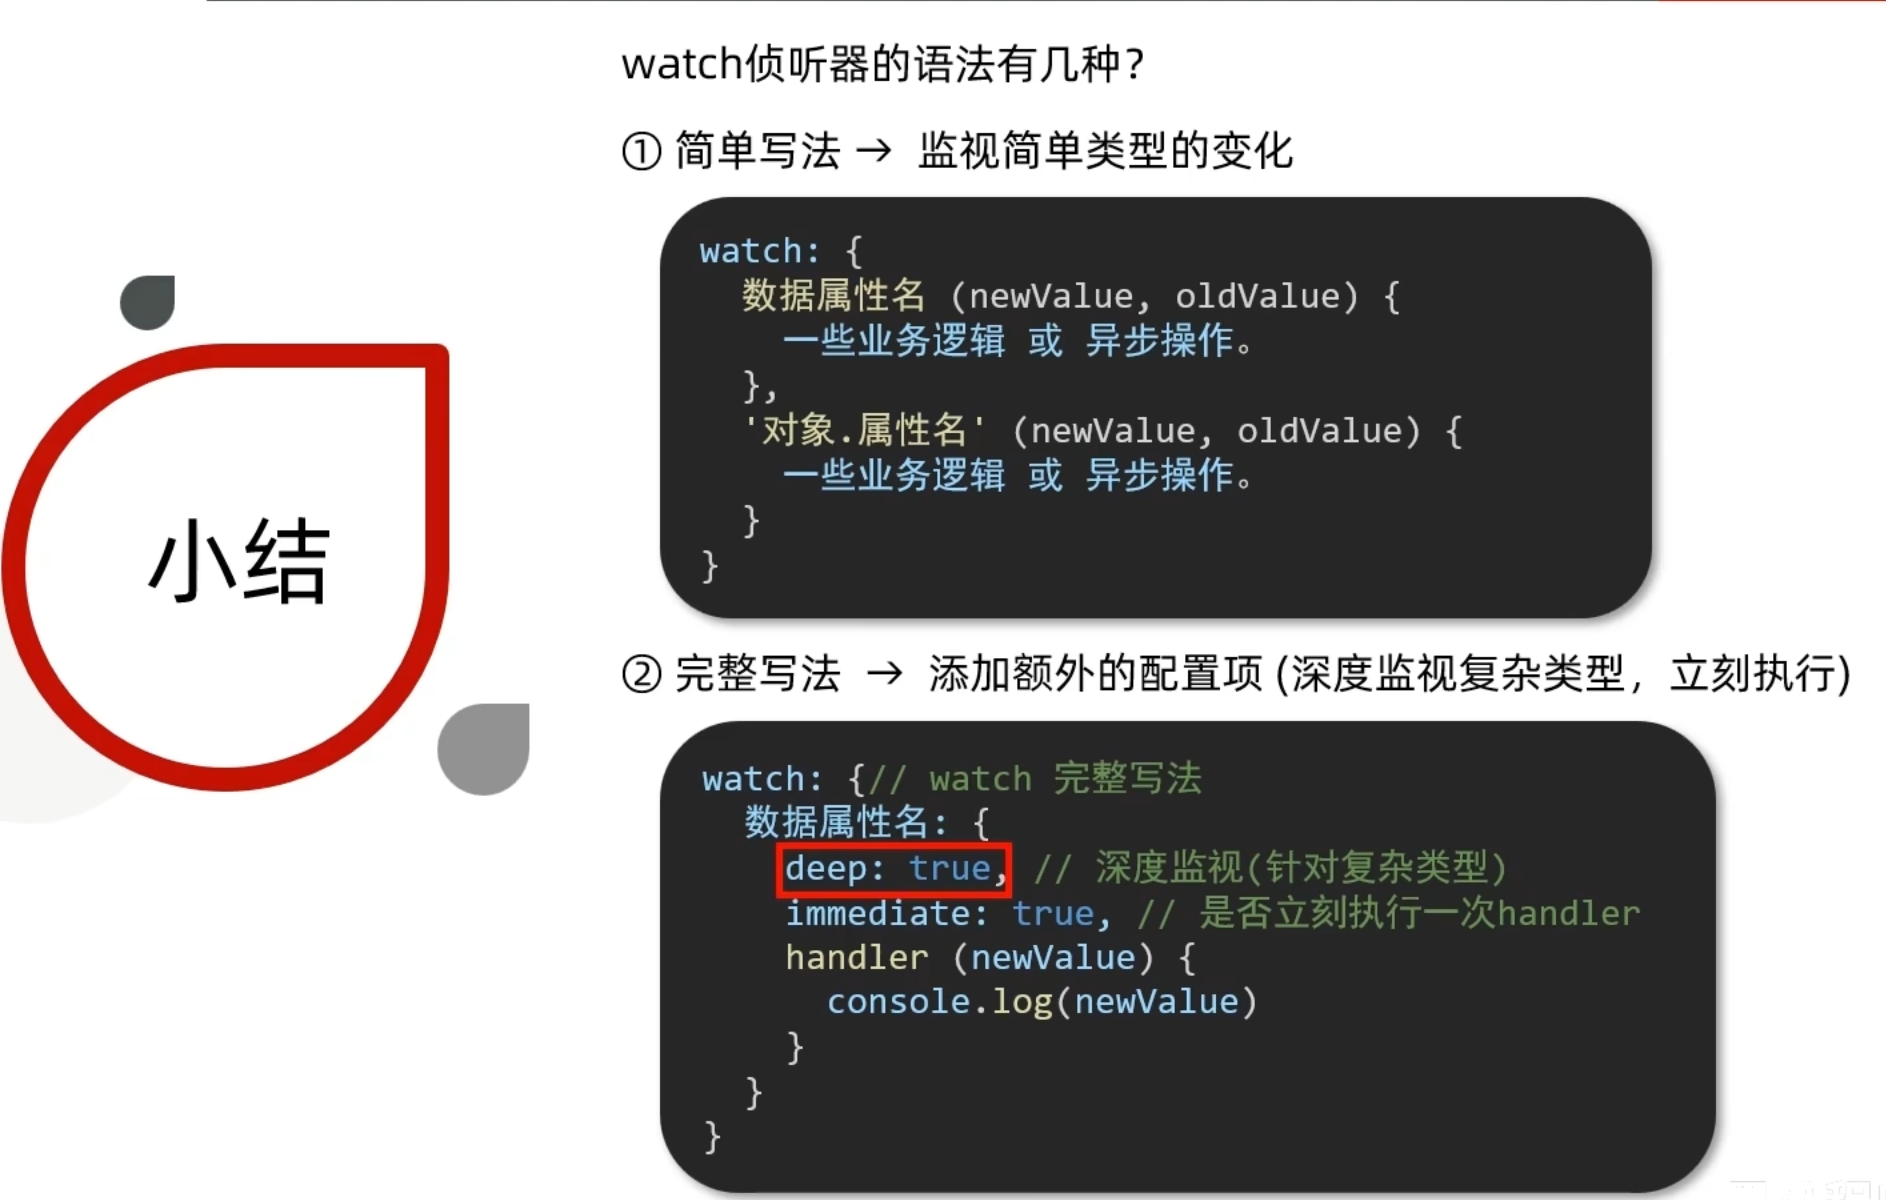 watch侦听器的语法有几种？
① 简单写法 → 监视简单类型的变化
watch: {
数据属性名 (newValue, oldValue) {
一些业务逻辑 或 异步操作。
},
'对象.属性名' (newValue, oldValue) {
一些业务逻辑 或 异步操作。
}
}
小结
② 完整写法 → 添加额外的配置项 (深度监视复杂类型，立刻执行)
watch: {// watch 完整写法
数据属性名: {
deep: true, // 深度监视(针对复杂类型)
immediate: true, // 是否立刻执行一次handler
handler (newValue) {
console.log(newValue)
}
}
}